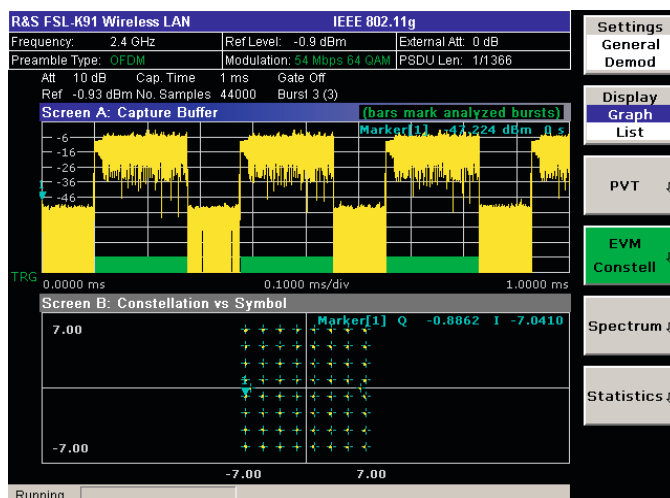 R&S FSL-K91 Wireless LAN IEEE 802.11g
Frequency: 2.4 GHz Ref Level: -0.9 dBm External Att: 0 dB
Preamble Type: OFDM Modulation: 54 Mbps 64 QAM PSDU Len: 1/1366
Att 10 dB Cap. Time 1 ms Gate Off
Ref -0.93 dBm No. Samples 44000 Burst 3 (3)
Screen A: Capture Buffer (bars mark analyzed bursts)
Marker[1] -47.224 dBm 0 s
-6
-16
-26
-36
-46
1
TRG
0.0000 ms 0.1000 ms/div 1.0000 ms
Screen B: Constellation vs Symbol
Marker[1] Q -0.8862 I -7.0410
7.00
1
-7.00
-7.00 7.00
Running
Settings
General
Demod
Display
Graph
List
PVT
EVM
Constell
Spectrum
Statistics